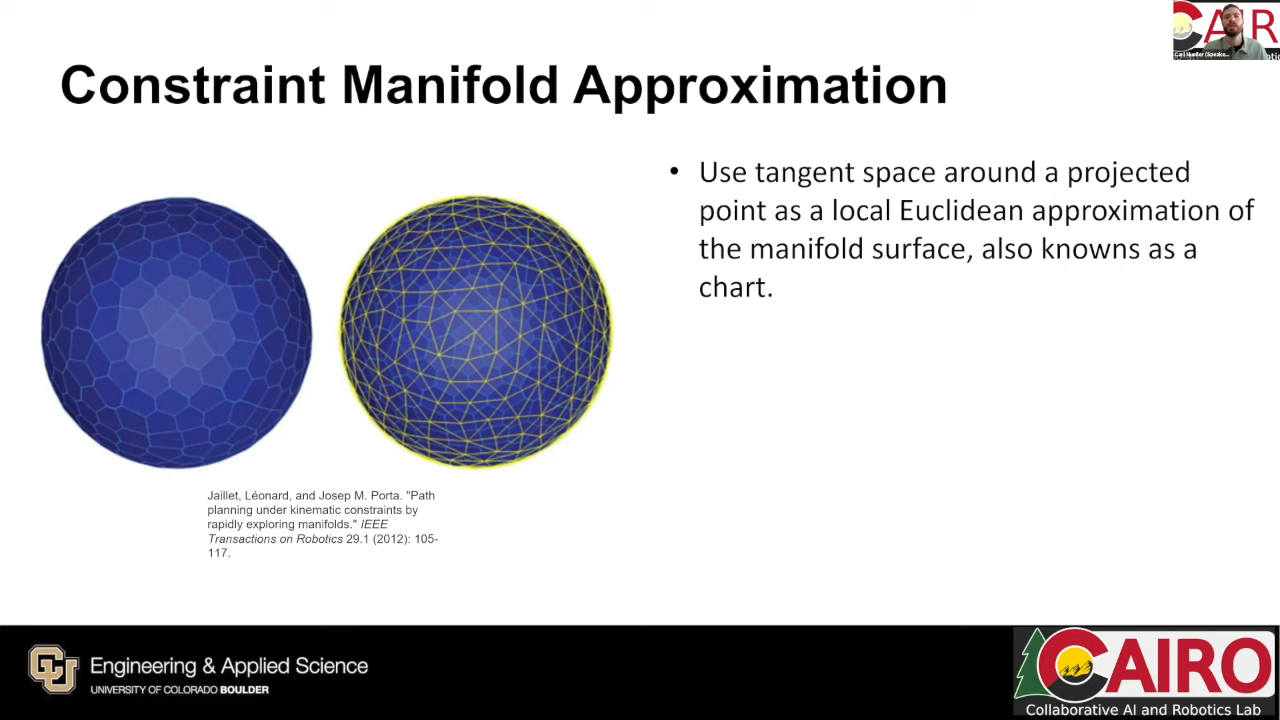 CAIR
Constraint Manifold Approximation
• Use tangent space around a projected
point as a local Euclidean approximation of
the manifold surface, also knowns as a
chart.
Jaillet, Léonard, and Josep M. Porta. "Path
planning under kinematic constraints by
rapidly exploring manifolds." IEEE
Transactions on Robotics 29.1 (2012): 105-
117.
CU
Engineering & Applied Science
UNIVERSITY OF COLORADO BOULDER
CAIRO
Collaborative AI and Robotics Lab